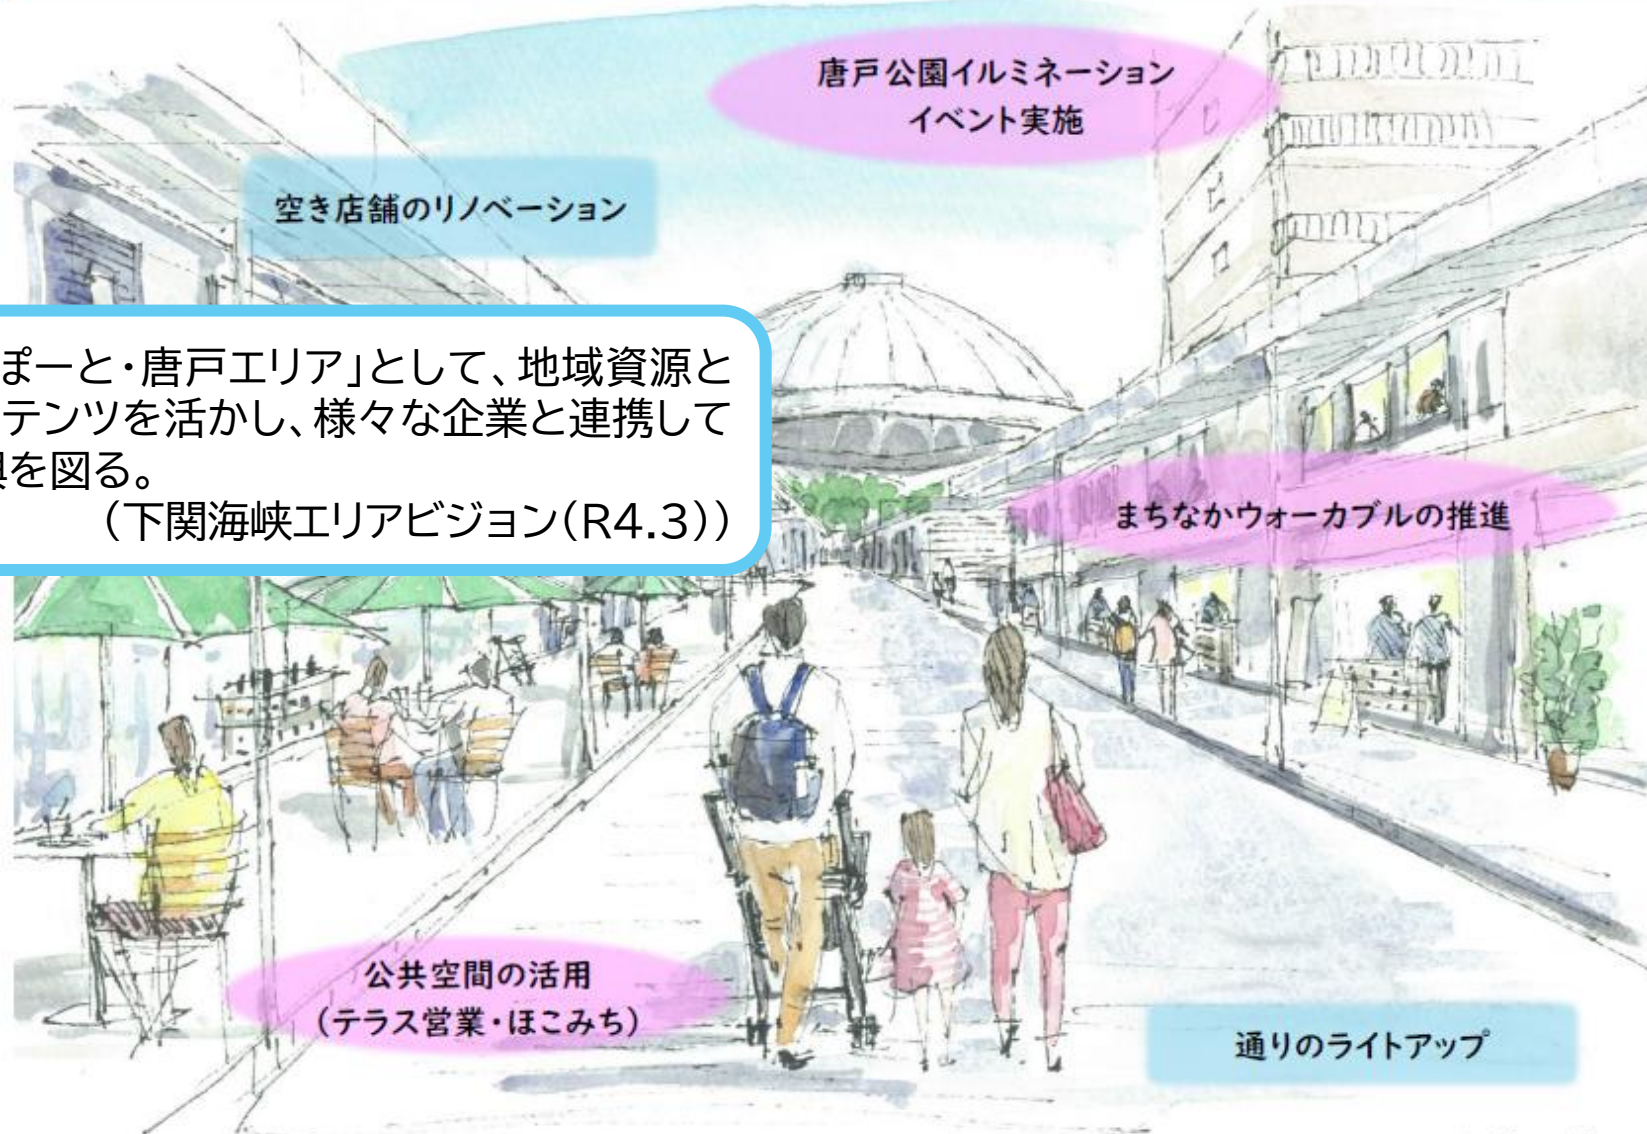 唐戸公園イルミネーション
イベント実施
空き店舗のリノベーション
ぽーと・唐戸エリア」として、地域資源と
テンツを活かし、様々な企業と連携して
を図る。
(下関海峡エリアビジョン(R4.3))
まちなかウォーカブルの推進
公共空間の活用
(テラス営業・ほこみち)
通りのライトアップ